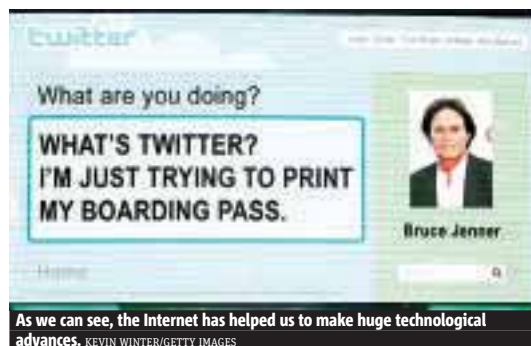 twitter
What are you doing?
WHAT'S TWITTER?
I'M JUST TRYING TO PRINT
MY BOARDING PASS.
Bruce Jenner
Home
As we can see, the Internet has helped us to make huge technological
advances. KEVIN WINTER/GETTY IMAGES